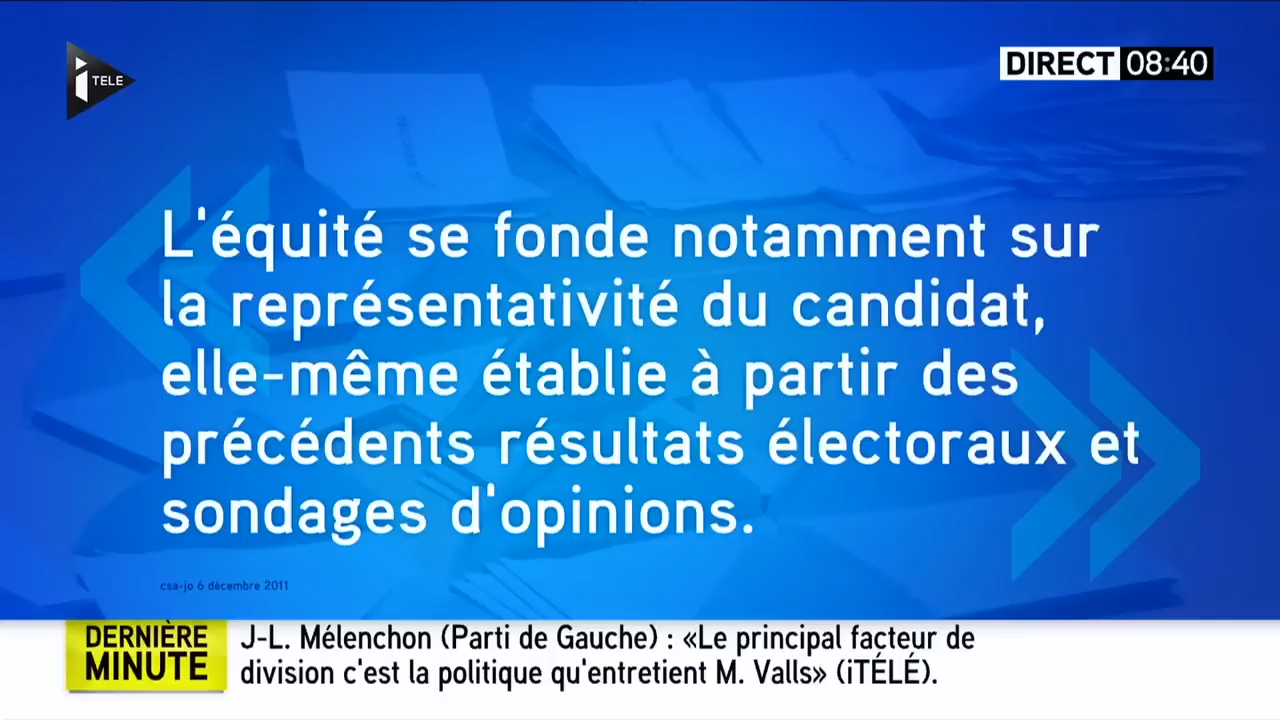 i TELE
DIRECT 08:40
L'équité se fonde notamment sur
la représentativité du candidat,
elle-même établie à partir des
précédents résultats électoraux et
sondages d'opinions.
csa-jo 6 décembre 2011
DERNIÈRE
MINUTE
J-L. Mélenchon (Parti de Gauche) : «Le principal facteur de
division c'est la politique qu'entretient M. Valls» (iTÉLÉ).